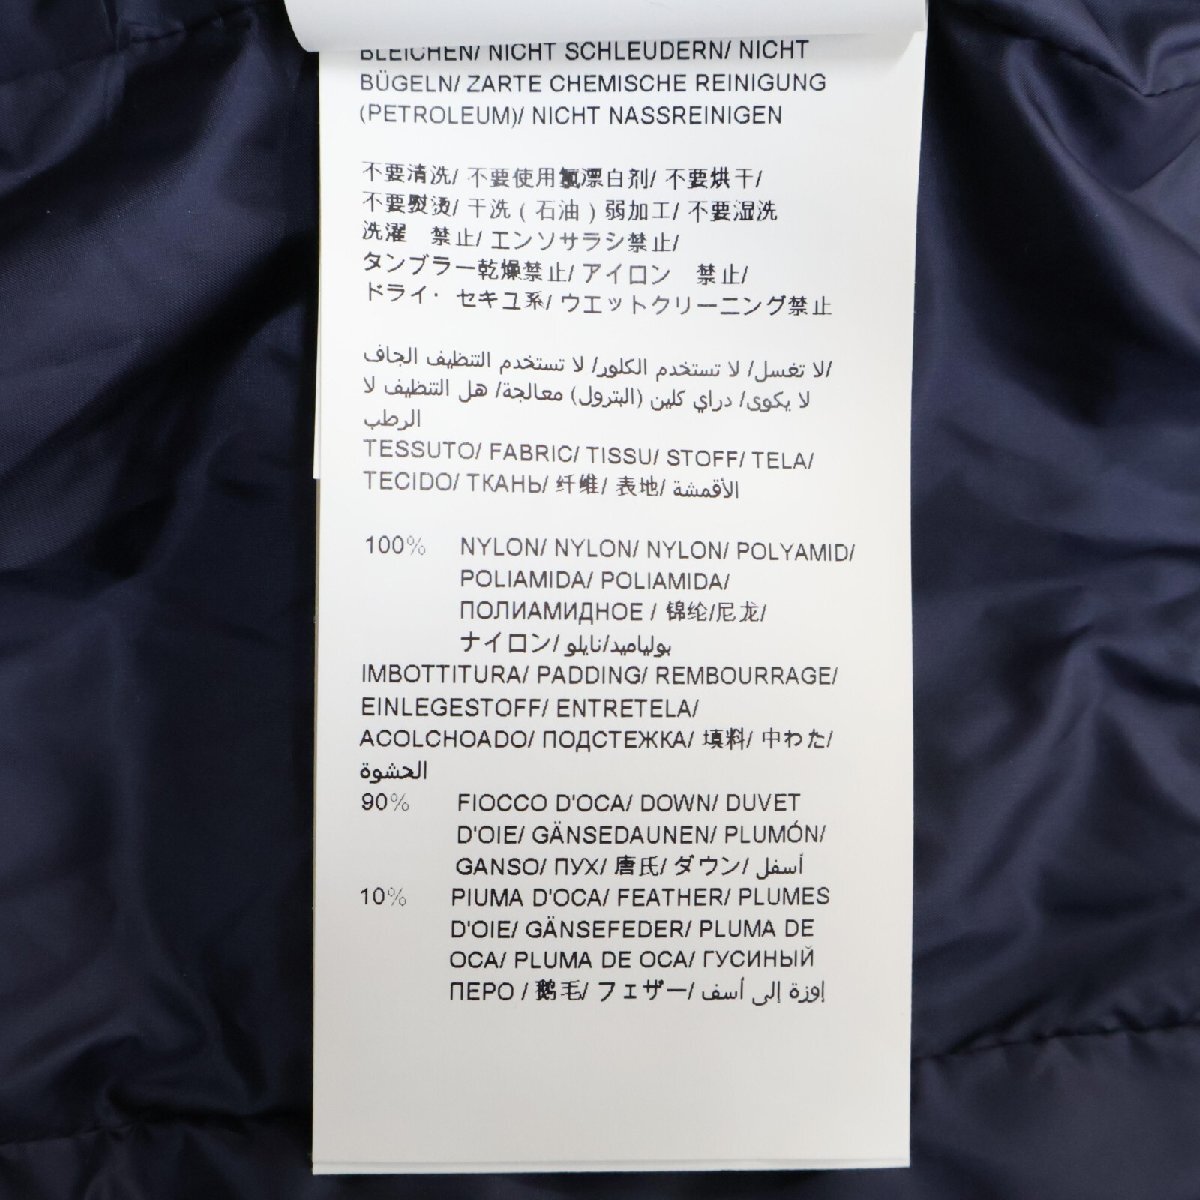 BLEICHEN/ NICHT SCHLEUDERN/ NICHT
BÜGELN/ ZARTE CHEMISCHE REINIGUNG
(PETROLEUM)/ NICHT NASSREINIGEN
不要清洗/ 不要使用氯漂白剂/ 不要烘干/
不要熨烫/ 干洗 ( 石油 ) 弱加工/ 不要湿洗
洗濯　禁止/ エンソサラシ禁止/
タンブラー乾燥禁止/ アイロン　禁止/
ドライ・ セキユ系/ ウエットクリーニング禁止
لا تغسل/ لا تستخدم الكلور/ لا تستخدم التنظيف الجاف/
لا يكوى/ دراي كلين (البترول) معالجة/ هل التنظيف لا
الرطب
TESSUTO/ FABRIC/ TISSU/ STOFF/ TELA/
TECIDO/ ТКАНЬ/ 纤维/ 表地/ الأقمشة
100% NYLON/ NYLON/ NYLON/ POLYAMID/
POLIAMIDA/ POLIAMIDA/
ПОЛИАМИДНОЕ / 锦纶/尼龙/
ナイロン/ بولياميد/نايلو
IMBOTTITURA/ PADDING/ REMBOURRAGE/
EINLEGESTOFF/ ENTRETELA/
ACOLCHOADO/ ПОДСТЕЖКА/ 填料/ 中わた/
الحشوة
90% FIOCCO D'OCA/ DOWN/ DUVET
D'OIE/ GÄNSEDAUNEN/ PLUMÓN/
GANSO/ ПУХ/ 唐氏/ ダウン/ أسفل
10% PIUMA D'OCA/ FEATHER/ PLUMES
D'OIE/ GÄNSEFEDER/ PLUMA DE
OCA/ PLUMA DE OCA/ ГУСИНЫЙ
ПЕРО / 鹅毛/ フェザー/ إوزة إلى أسف